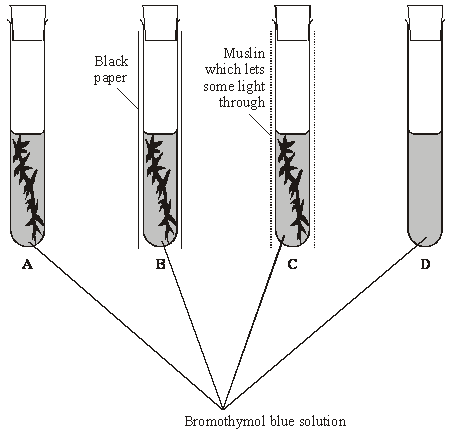 Black
paper
Muslin
which lets
some light
through
A
B
C
D
Bromothymol blue solution